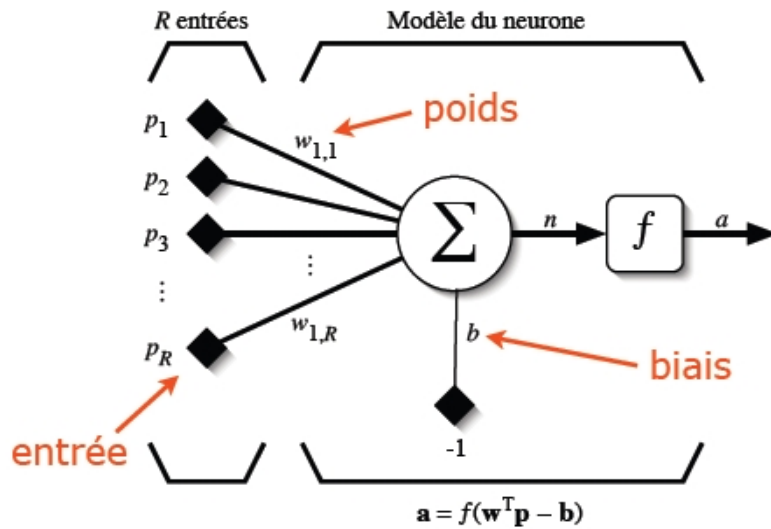 R entrées
Modèle du neurone
p1
poids
w1,1
p2
p3
Σ
n
f
a
⋮
⋮
w1,R
b
pR
biais
entrée
-1
a = f(wᵀp – b)